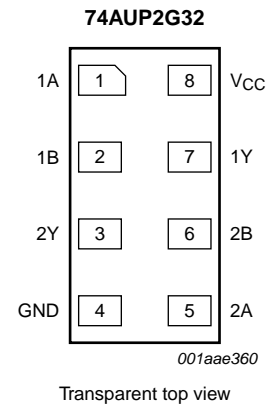 74AUP2G32
1A 1 8 VCC
1B 2 7 1Y
2Y 3 6 2B
GND 4 5 2A
001aae360
Transparent top view